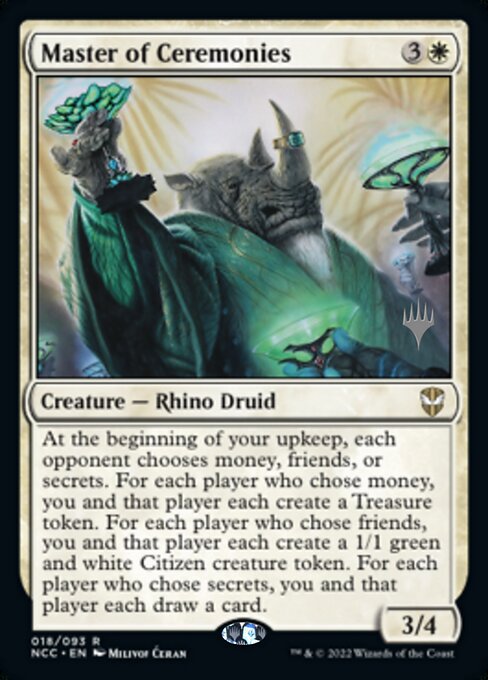 Master of Ceremonies 3
Creature — Rhino Druid
At the beginning of your upkeep, each
opponent chooses money, friends, or
secrets. For each player who chose money,
you and that player each create a Treasure
token. For each player who chose friends,
you and that player each create a 1/1 green
and white Citizen creature token. For each
player who chose secrets, you and that
player each draw a card.
3/4
018/093 R
NCC • EN Milivoj Ćeran
™ & © 2022 Wizards of the Coast